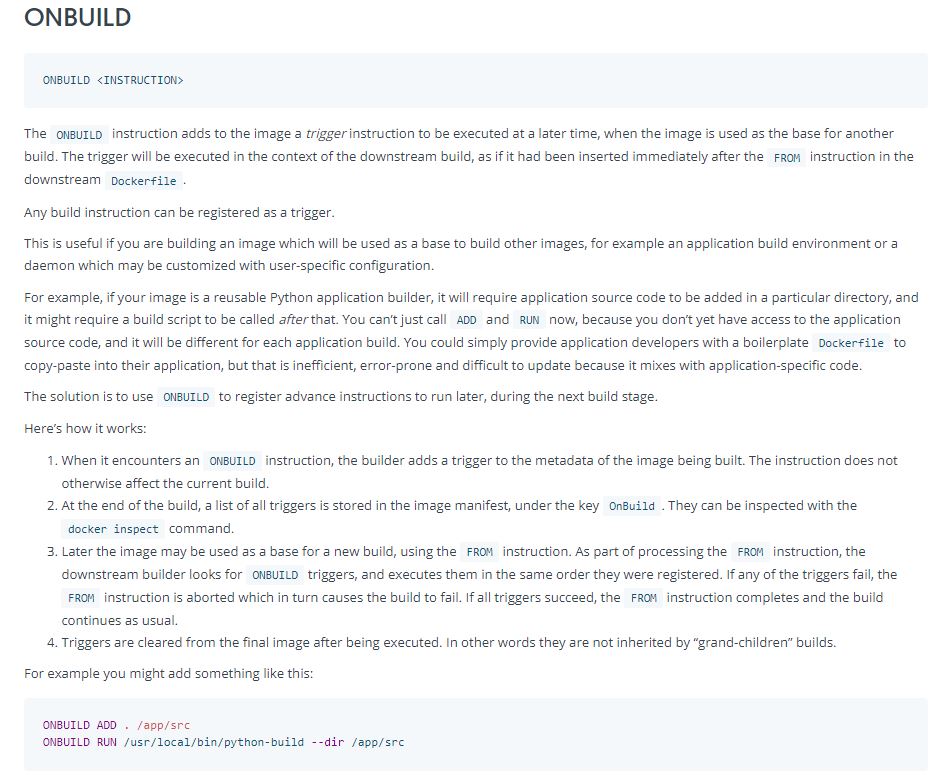 ONBUILD
ONBUILD <INSTRUCTION>
The ONBUILD instruction adds to the image a trigger instruction to be executed at a later time, when the image is used as the base for another
build. The trigger will be executed in the context of the downstream build, as if it had been inserted immediately after the FROM instruction in the
downstream Dockerfile .
Any build instruction can be registered as a trigger.
This is useful if you are building an image which will be used as a base to build other images, for example an application build environment or a
daemon which may be customized with user-specific configuration.
For example, if your image is a reusable Python application builder, it will require application source code to be added in a particular directory, and
it might require a build script to be called after that. You can’t just call ADD and RUN now, because you don’t yet have access to the application
source code, and it will be different for each application build. You could simply provide application developers with a boilerplate Dockerfile to
copy-paste into their application, but that is inefficient, error-prone and difficult to update because it mixes with application-specific code.
The solution is to use ONBUILD to register advance instructions to run later, during the next build stage.
Here’s how it works:
1. When it encounters an ONBUILD instruction, the builder adds a trigger to the metadata of the image being built. The instruction does not
otherwise affect the current build.
2. At the end of the build, a list of all triggers is stored in the image manifest, under the key OnBuild . They can be inspected with the
docker inspect command.
3. Later the image may be used as a base for a new build, using the FROM instruction. As part of processing the FROM instruction, the
downstream builder looks for ONBUILD triggers, and executes them in the same order they were registered. If any of the triggers fail, the
FROM instruction is aborted which in turn causes the build to fail. If all triggers succeed, the FROM instruction completes and the build
continues as usual.
4. Triggers are cleared from the final image after being executed. In other words they are not inherited by “grand-children” builds.
For example you might add something like this:
ONBUILD ADD . /app/src
ONBUILD RUN /usr/local/bin/python-build --dir /app/src